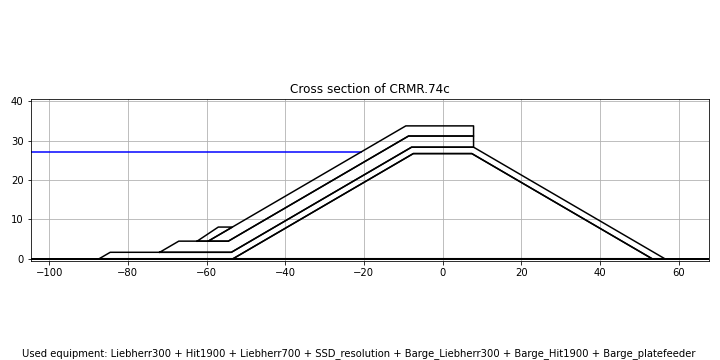 Cross section of CRMR.74c
40
30
20
10
0
−100 −80 −60 −40 −20 0 20 40 60
Used equipment: Liebherr300 + Hit1900 + Liebherr700 + SSD_resolution + Barge_Liebherr300 + Barge_Hit1900 + Barge_platefeeder